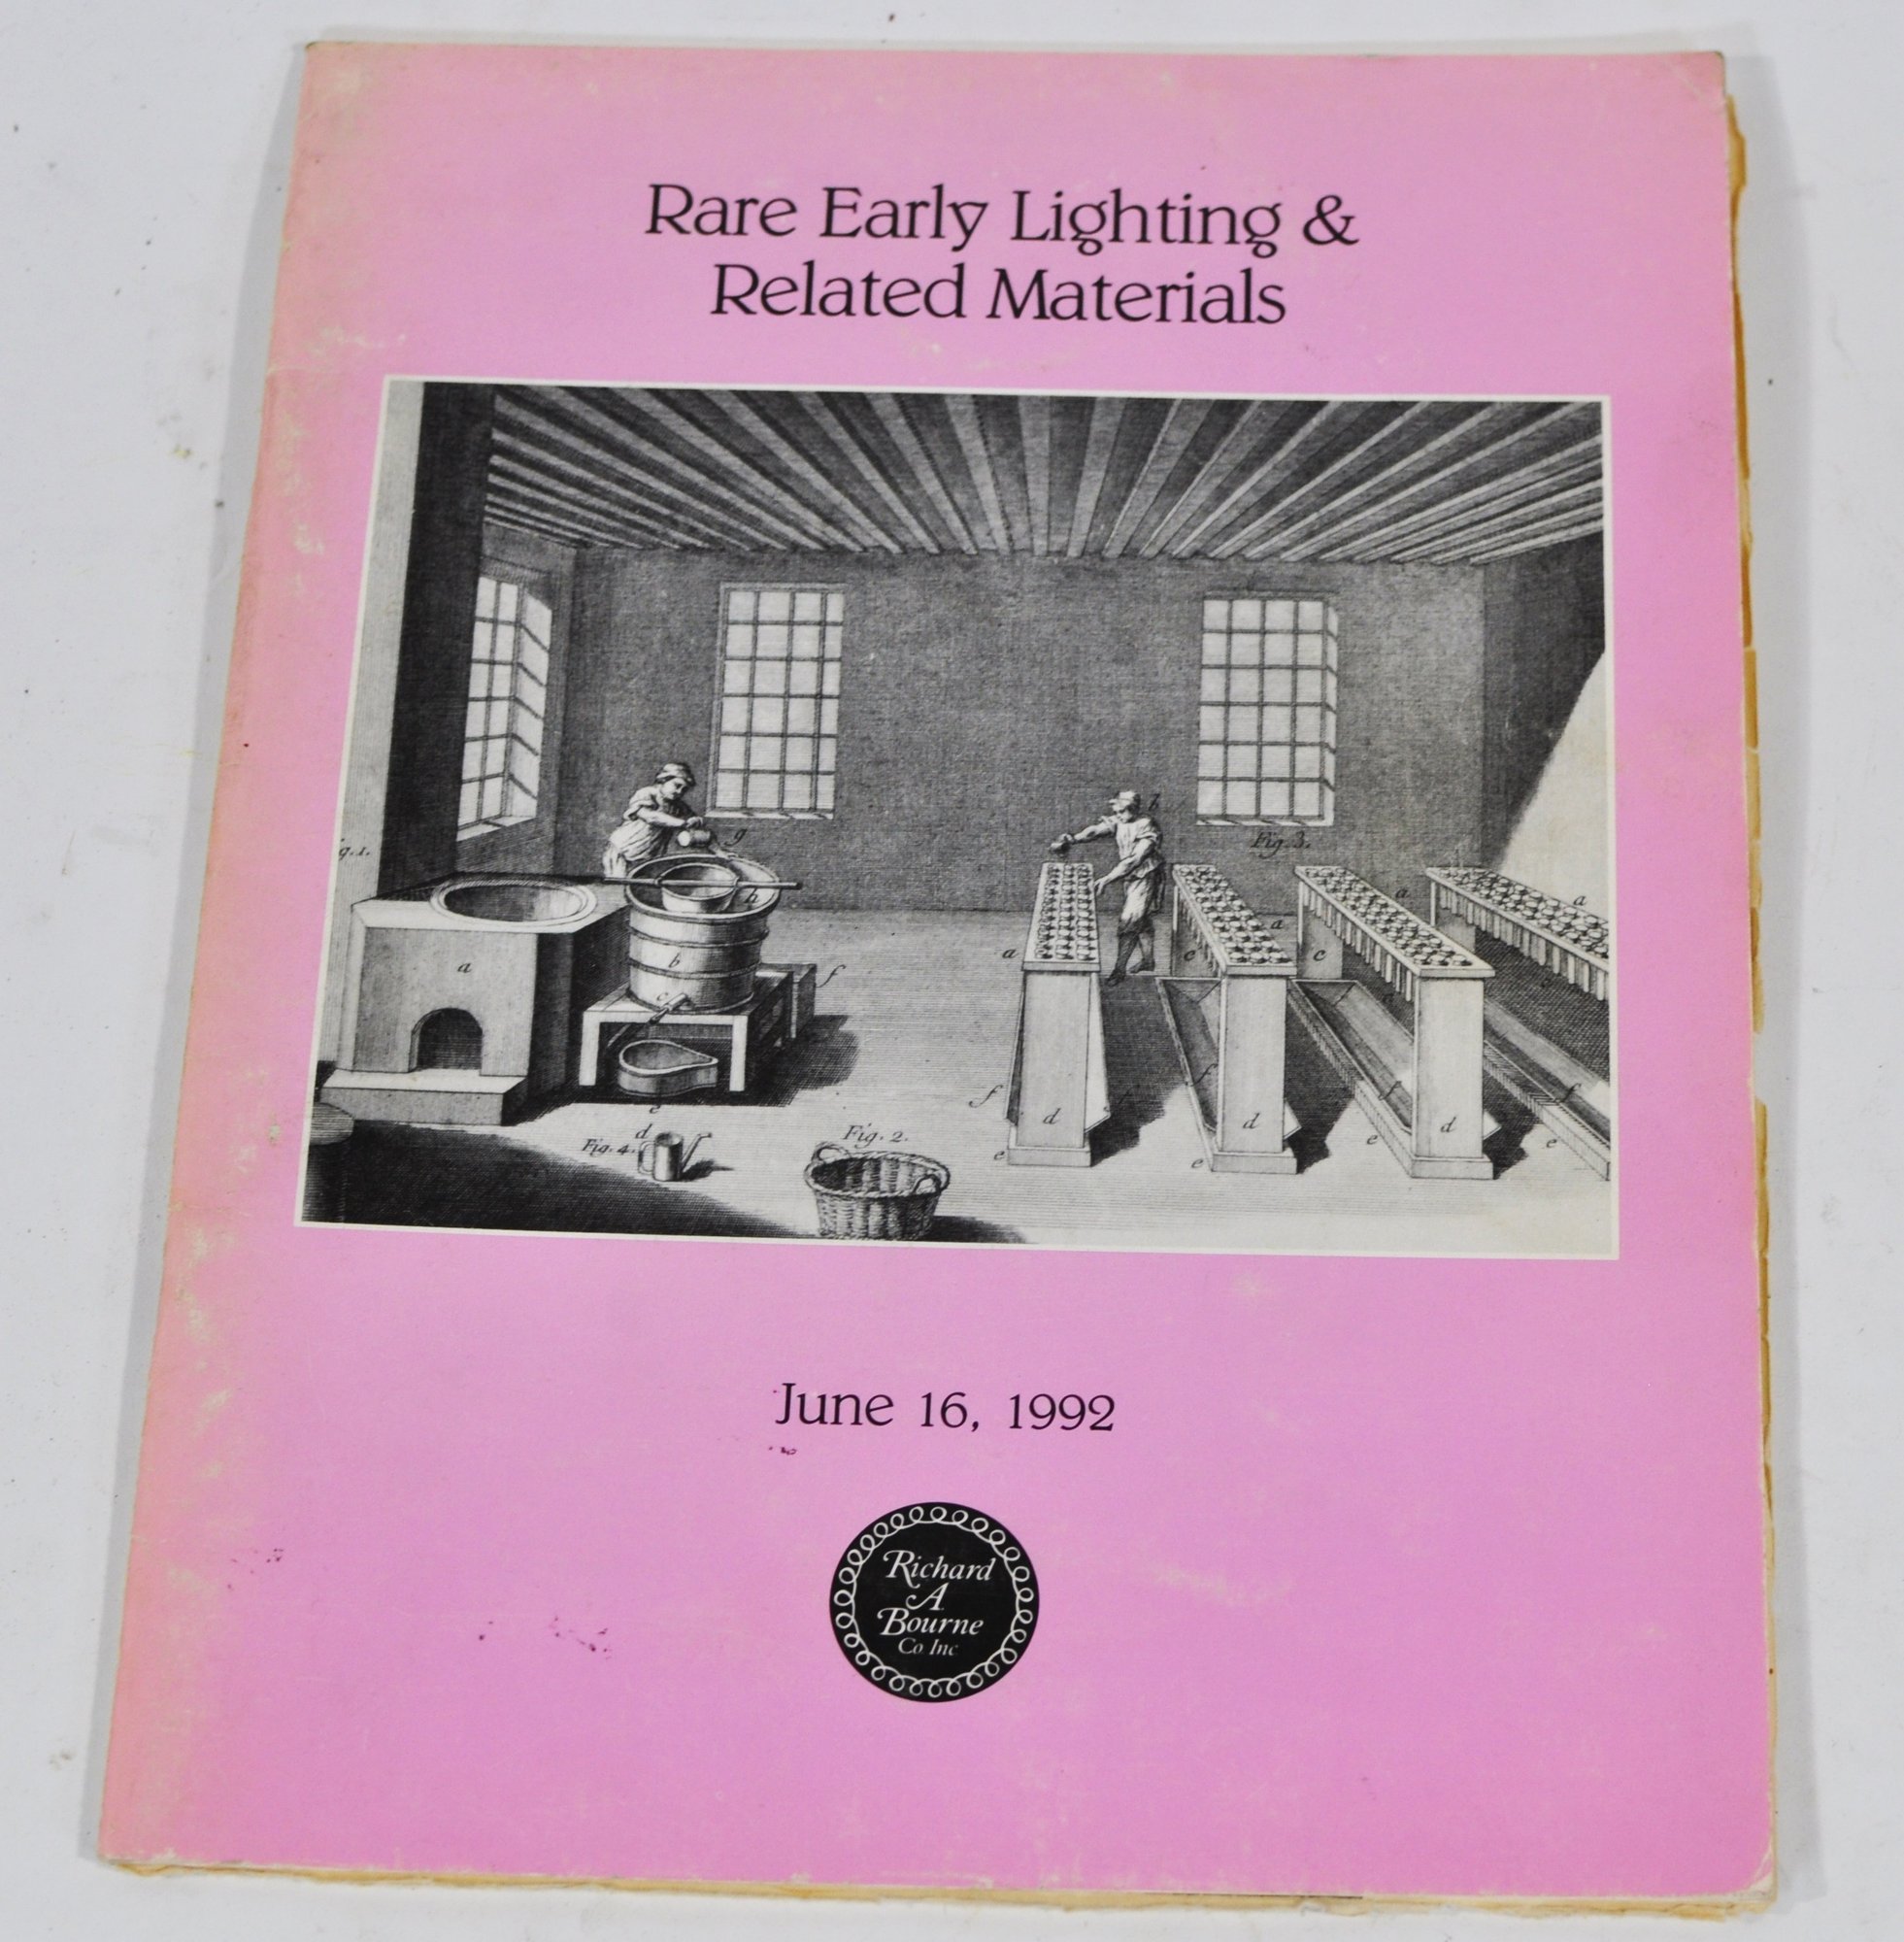 Rare Early Lighting &
Related Materials
g
b
g.1.
Fig. 3.
h
a
a
a
b
a
c
c
a
f
c
e
f
f
f
f
d
d
d
e
e
e
e
d
Fig. 4.
Fig. 2.
June 16, 1992
Richard
A
Bourne
Co Inc